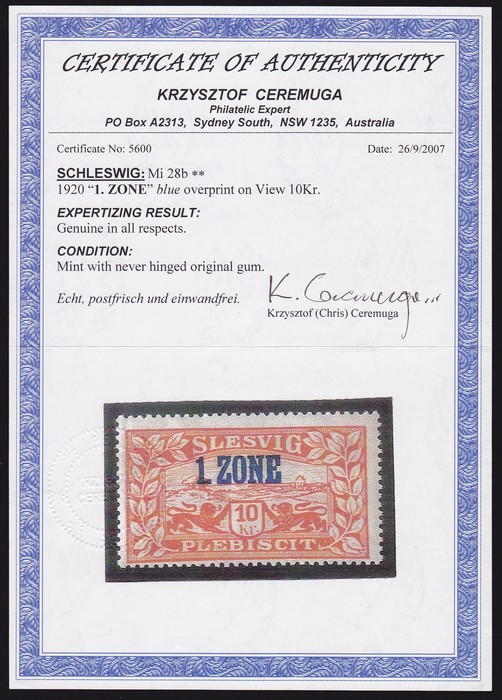 CERTIFICATE OF AUTHENTICITY
KRZYSZTOF CEREMUGA
Philatelic Expert
PO Box A2313, Sydney South, NSW 1235, Australia
Certificate No: 5600 Date: 26/9/2007
SCHLESWIG: Mi 28b **
1920 “1. ZONE” blue overprint on View 10Kr.
EXPERTIZING RESULT:
Genuine in all respects.
CONDITION:
Mint with never hinged original gum.
Echt, postfrisch und einwandfrei.
K. Ceremuga
Krzysztof (Chris) Ceremuga
SLESVIG
1. ZONE
10
Kr.
PLEBISCIT